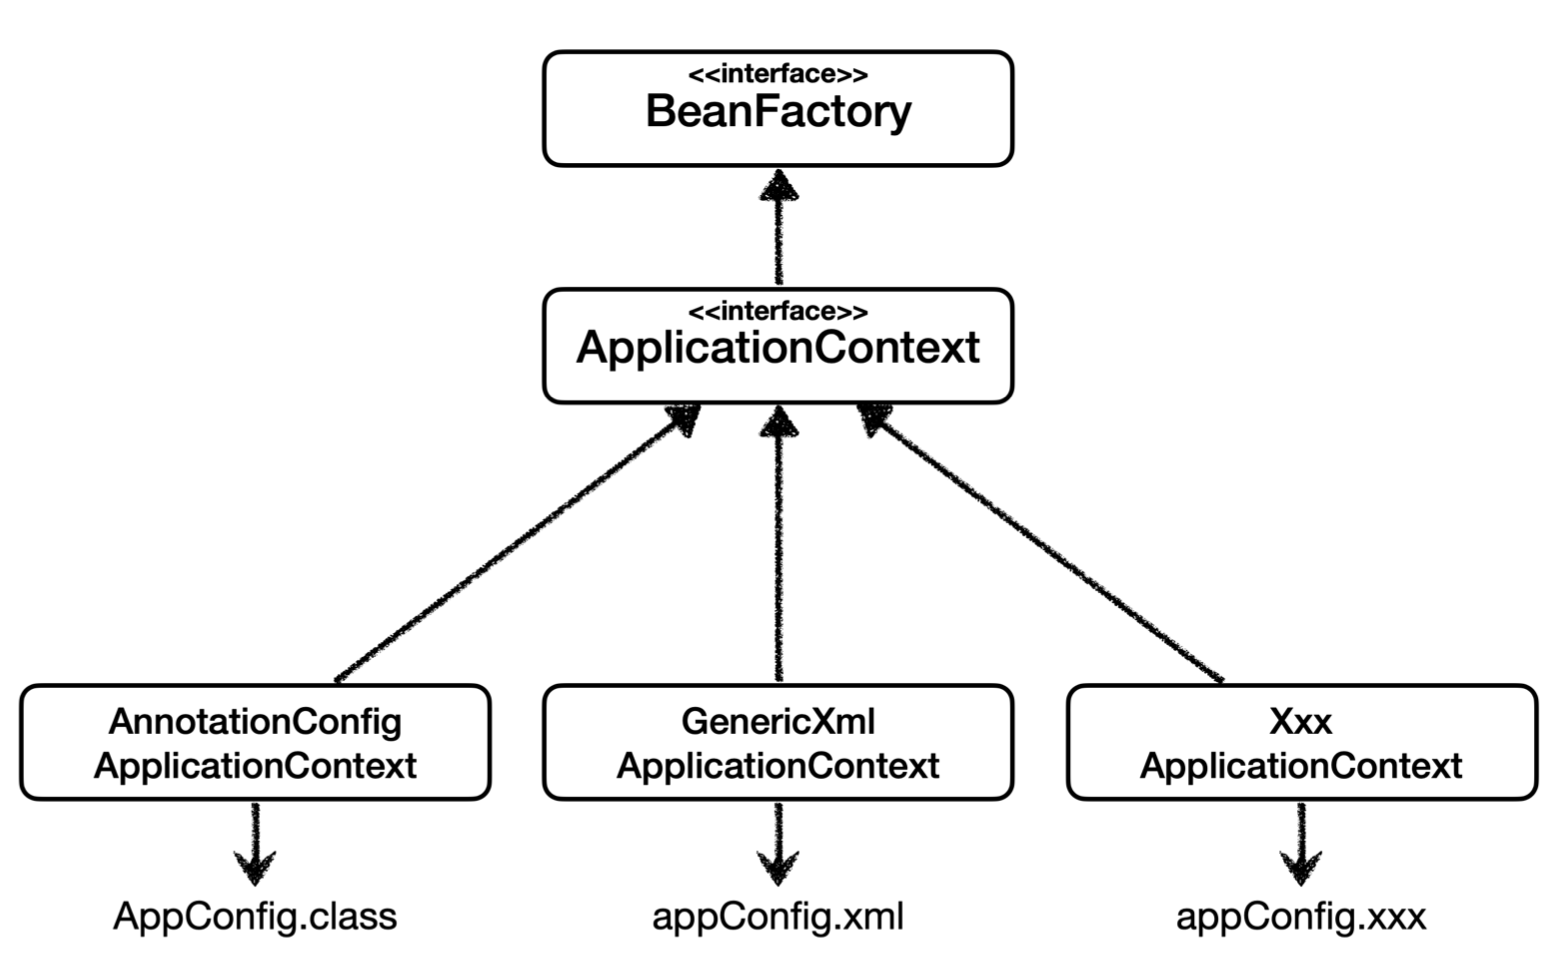 <<interface>>
BeanFactory
<<interface>>
ApplicationContext
AnnotationConfig
ApplicationContext
GenericXml
ApplicationContext
Xxx
ApplicationContext
AppConfig.class
appConfig.xml
appConfig.xxx